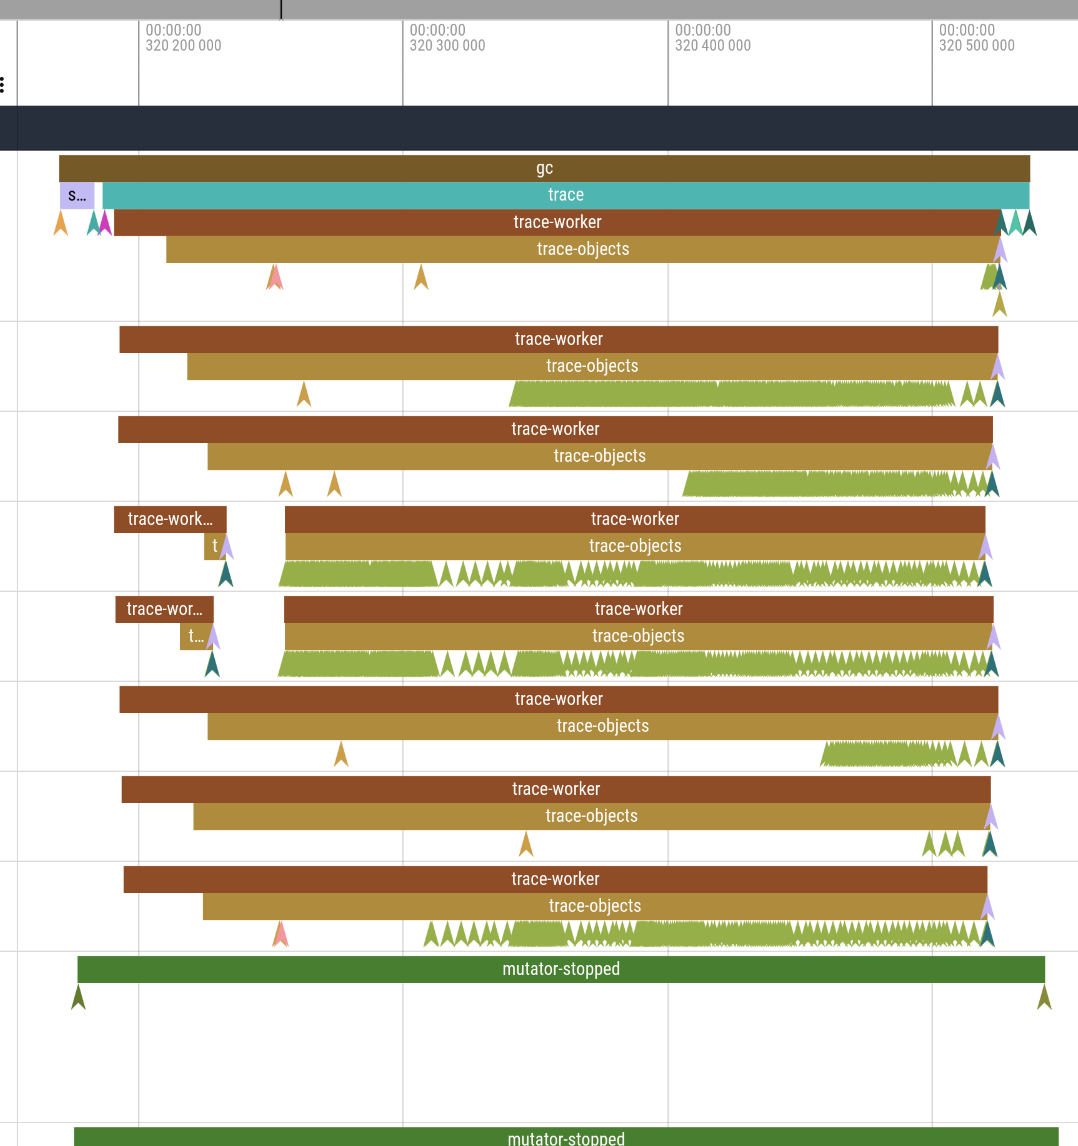 00:00:00
320 200 000
00:00:00
320 300 000
00:00:00
320 400 000
00:00:00
320 500 000
gc
s...
trace
trace-worker
trace-objects
trace-worker
trace-objects
trace-worker
trace-objects
trace-work...
trace-worker
t
trace-objects
trace-wor...
trace-worker
t...
trace-objects
trace-worker
trace-objects
trace-worker
trace-objects
trace-worker
trace-objects
mutator-stopped
mutator-stopped